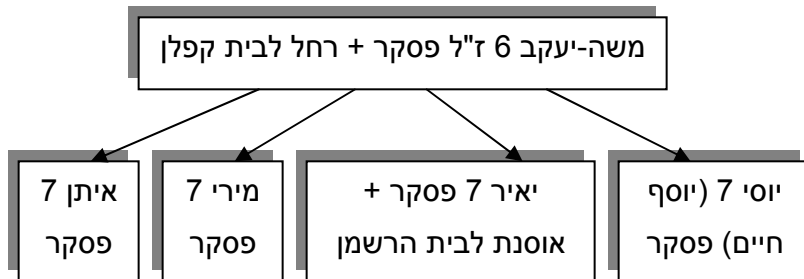 משה-יעקב 6 ז"ל פסקר + רחל לבית קפלן
יוסי 7 (יוסף
חיים) פסקר
יאיר 7 פסקר +
אוסנת לבית הרשמן
מירי 7
פסקר
איתן 7
פסקר